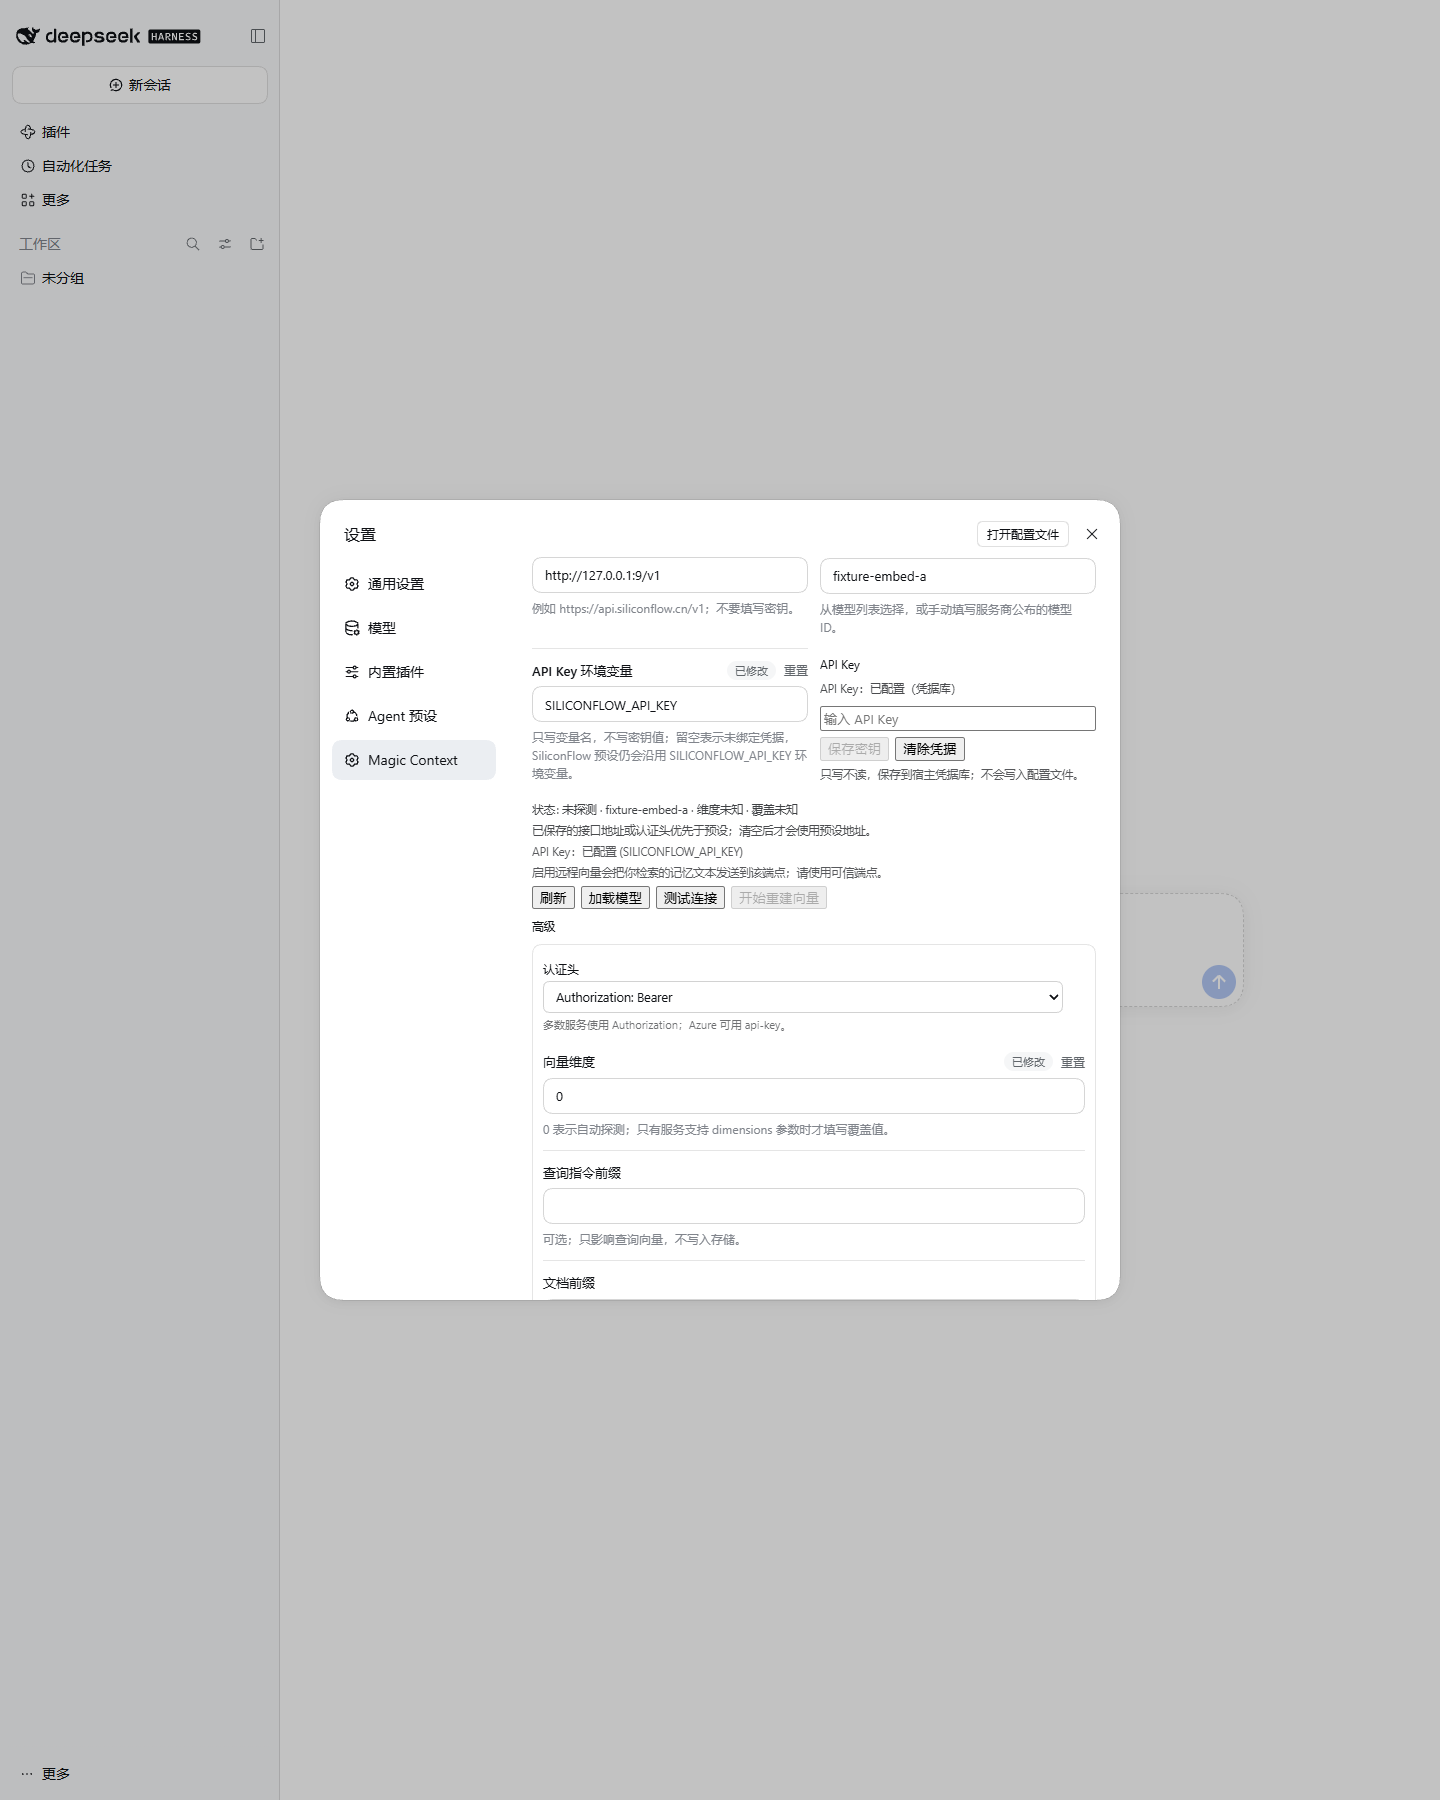 deepseek HARNESS
新会话
插件
自动化任务
更多
工作区
未分组
更多
设置
打开配置文件
通用设置
模型
内置插件
Agent 预设
Magic Context
http://127.0.0.1:9/v1
例如 https://api.siliconflow.cn/v1；不要填写密钥。
fixture-embed-a
从模型列表选择，或手动填写服务商公布的模型
ID。
API Key 环境变量
已修改
重置
SILICONFLOW_API_KEY
只写变量名，不写密钥值；留空表示未绑定凭据，
SiliconFlow 预设仍会沿用 SILICONFLOW_API_KEY 环
境变量。
API Key
API Key：已配置（凭据库）
输入 API Key
保存密钥
清除凭据
只写不读，保存到宿主凭据库；不会写入配置文件。
状态: 未探测 · fixture-embed-a · 维度未知 · 覆盖未知
已保存的接口地址或认证头优先于预设；清空后才会使用预设地址。
API Key：已配置 (SILICONFLOW_API_KEY)
启用远程向量会把你检索的记忆文本发送到该端点；请使用可信端点。
刷新
加载模型
测试连接
开始重建向量
高级
认证头
Authorization: Bearer
多数服务使用 Authorization；Azure 可用 api-key。
向量维度
已修改
重置
0
0 表示自动探测；只有服务支持 dimensions 参数时才填写覆盖值。
查询指令前缀
可选；只影响查询向量，不写入存储。
文档前缀